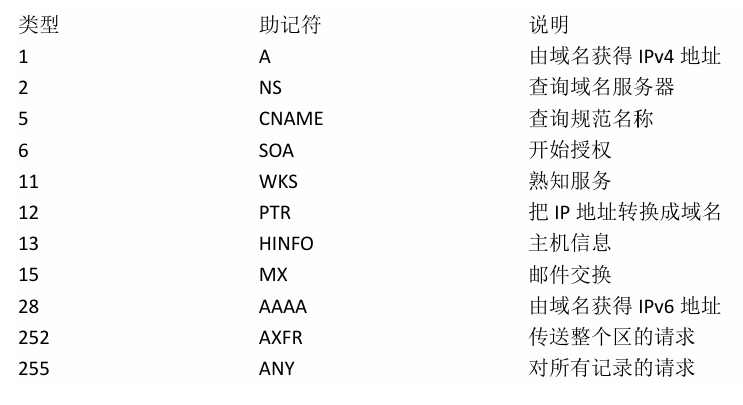 类型 助记符 说明
1 A 由域名获得 IPv4 地址
2 NS 查询域名服务器
5 CNAME 查询规范名称
6 SOA 开始授权
11 WKS 熟知服务
12 PTR 把 IP 地址转换成域名
13 HINFO 主机信息
15 MX 邮件交换
28 AAAA 由域名获得 IPv6 地址
252 AXFR 传送整个区的请求
255 ANY 对所有记录的请求